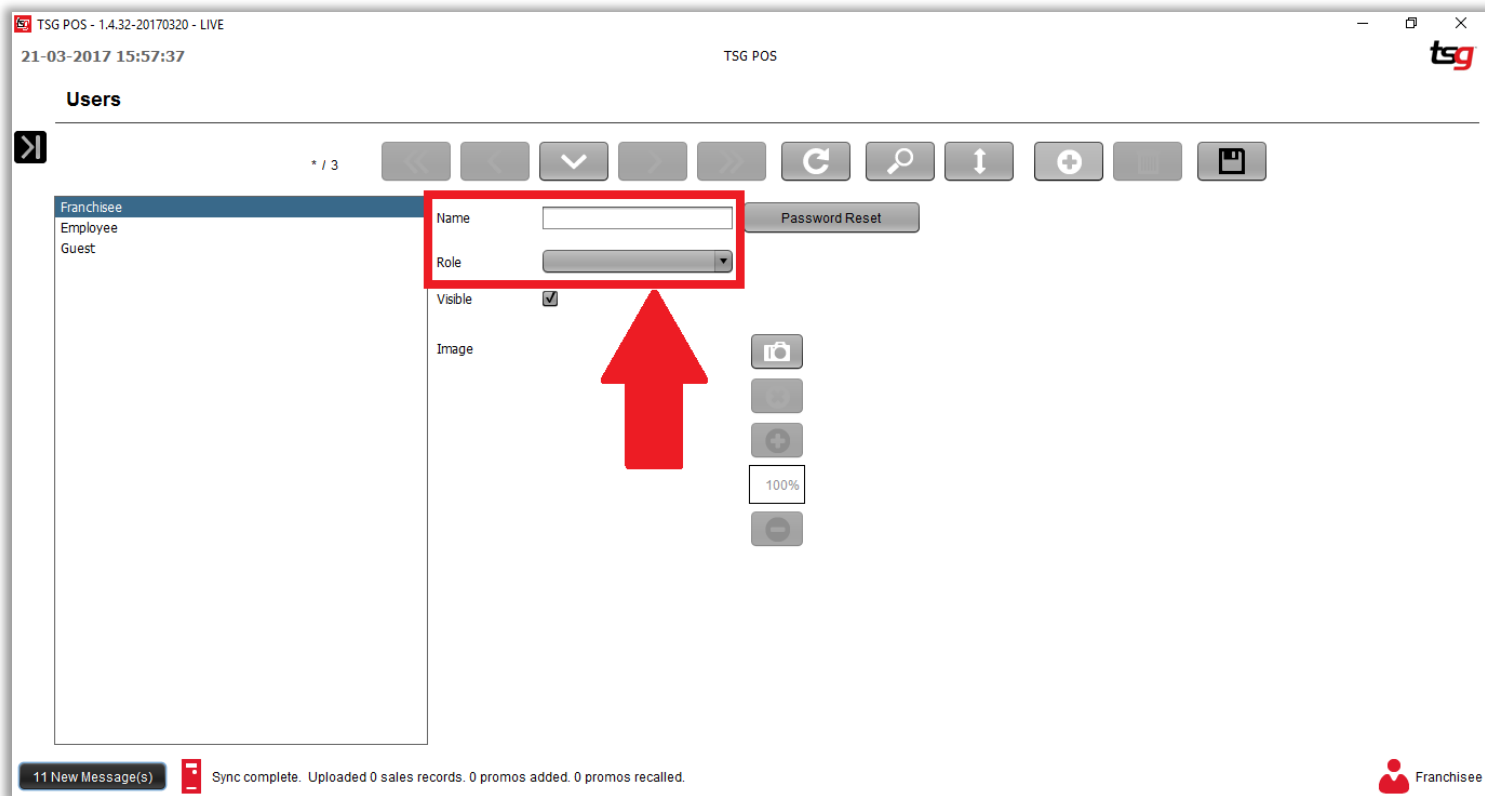 TSG POS - 1.4.32-20170320 - LIVE
21-03-2017 15:57:37
TSG POS
tsg
Users
* / 3
Franchisee
Employee
Guest
Name
Password Reset
Role
Visible
Image
100%
11 New Message(s)
Sync complete. Uploaded 0 sales records. 0 promos added. 0 promos recalled.
Franchisee